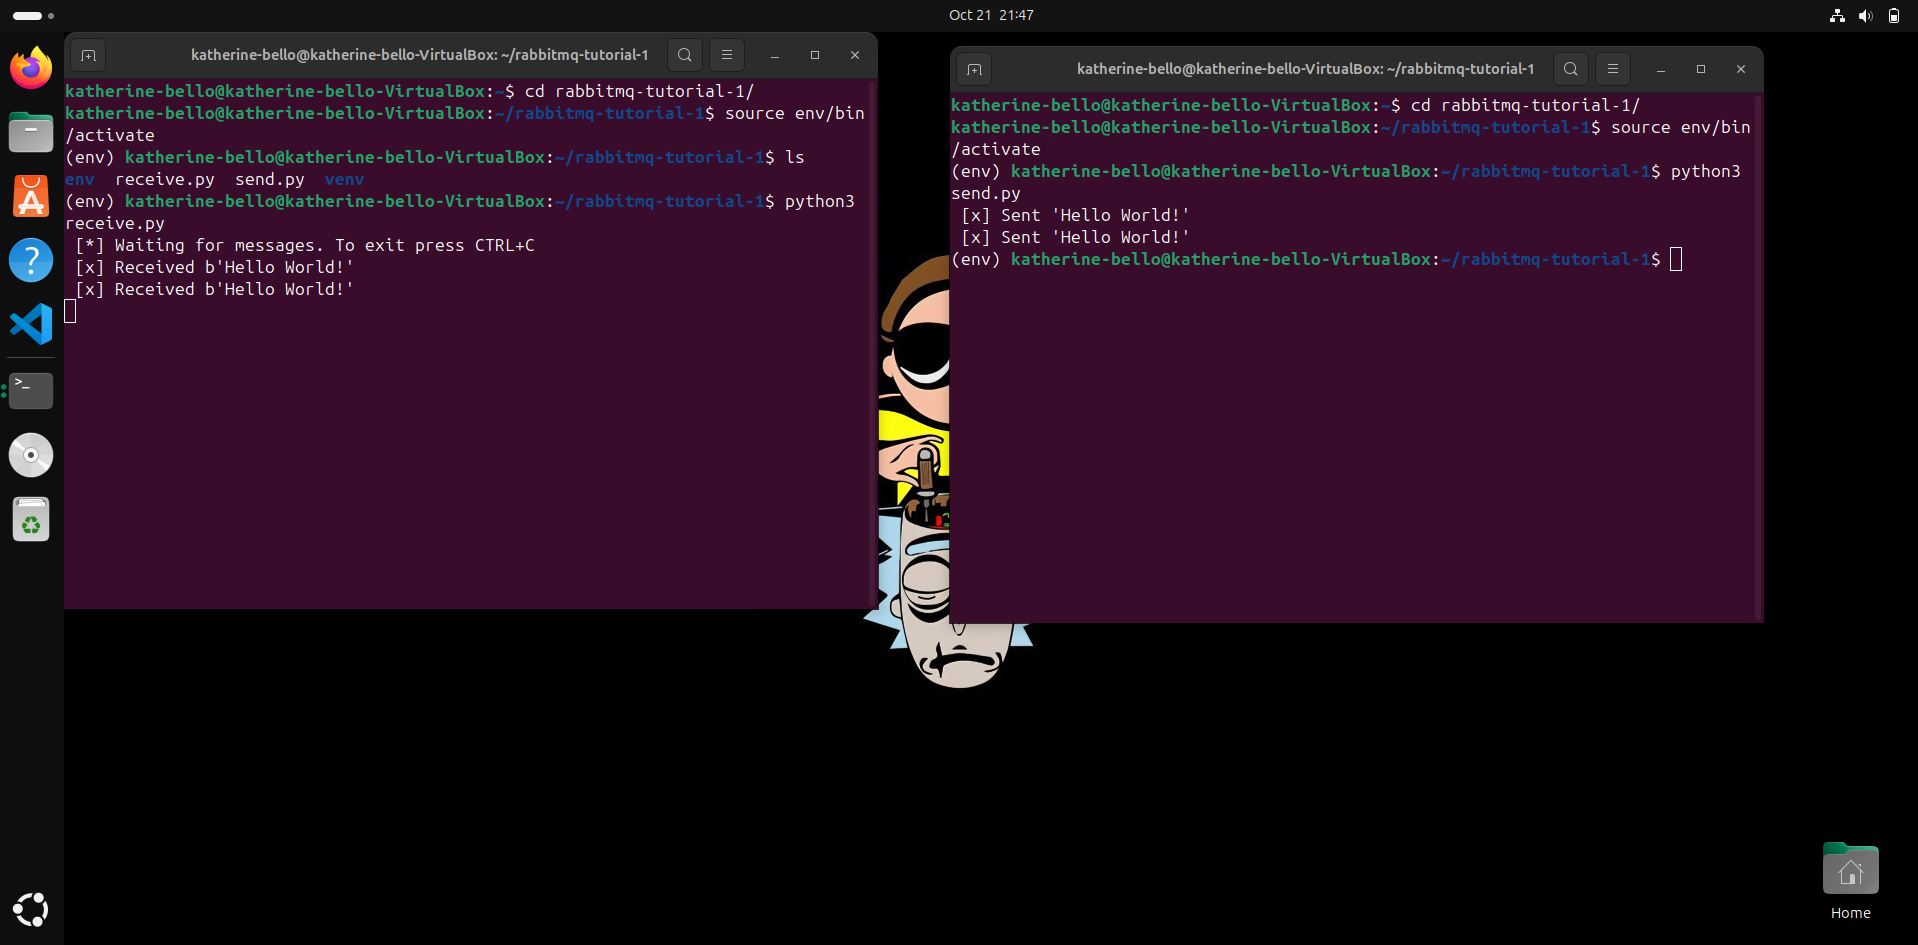 Oct 21 21:47
katherine-bello@katherine-bello-VirtualBox: ~/rabbitmq-tutorial-1
katherine-bello@katherine-bello-VirtualBox:~$ cd rabbitmq-tutorial-1/
katherine-bello@katherine-bello-VirtualBox:~/rabbitmq-tutorial-1$ source env/bin
/activate
(env) katherine-bello@katherine-bello-VirtualBox:~/rabbitmq-tutorial-1$ ls
env receive.py send.py venv
(env) katherine-bello@katherine-bello-VirtualBox:~/rabbitmq-tutorial-1$ python3
receive.py
[*] Waiting for messages. To exit press CTRL+C
[x] Received b'Hello World!'
[x] Received b'Hello World!'
katherine-bello@katherine-bello-VirtualBox: ~/rabbitmq-tutorial-1
katherine-bello@katherine-bello-VirtualBox:~$ cd rabbitmq-tutorial-1/
katherine-bello@katherine-bello-VirtualBox:~/rabbitmq-tutorial-1$ source env/bin
/activate
(env) katherine-bello@katherine-bello-VirtualBox:~/rabbitmq-tutorial-1$ python3
send.py
[x] Sent 'Hello World!'
[x] Sent 'Hello World!'
(env) katherine-bello@katherine-bello-VirtualBox:~/rabbitmq-tutorial-1$
Home